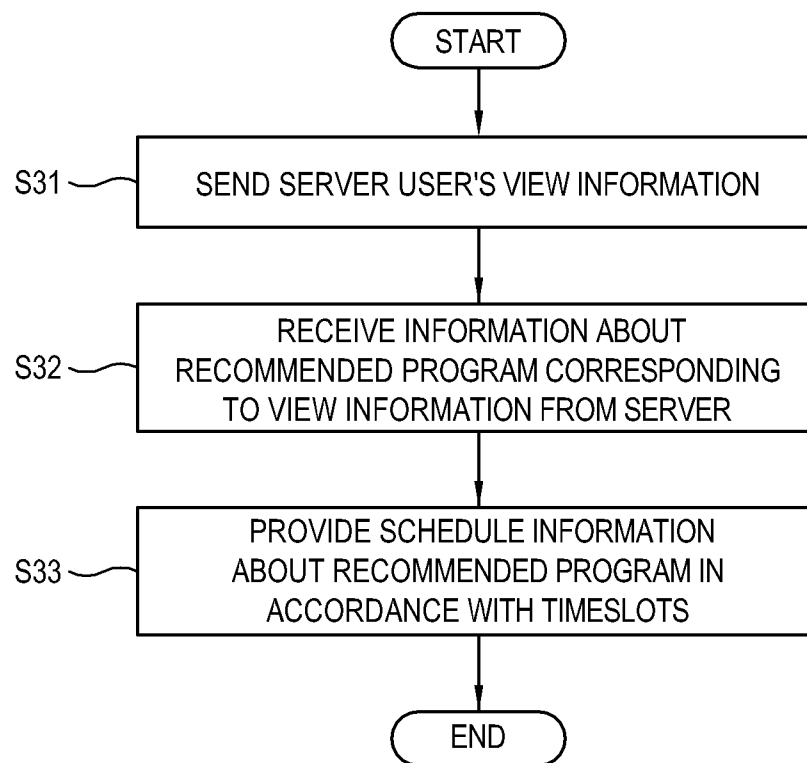 START
S31
SEND SERVER USER'S VIEW INFORMATION
S32
RECEIVE INFORMATION ABOUT
RECOMMENDED PROGRAM CORRESPONDING
TO VIEW INFORMATION FROM SERVER
S33
PROVIDE SCHEDULE INFORMATION
ABOUT RECOMMENDED PROGRAM IN
ACCORDANCE WITH TIMESLOTS
END